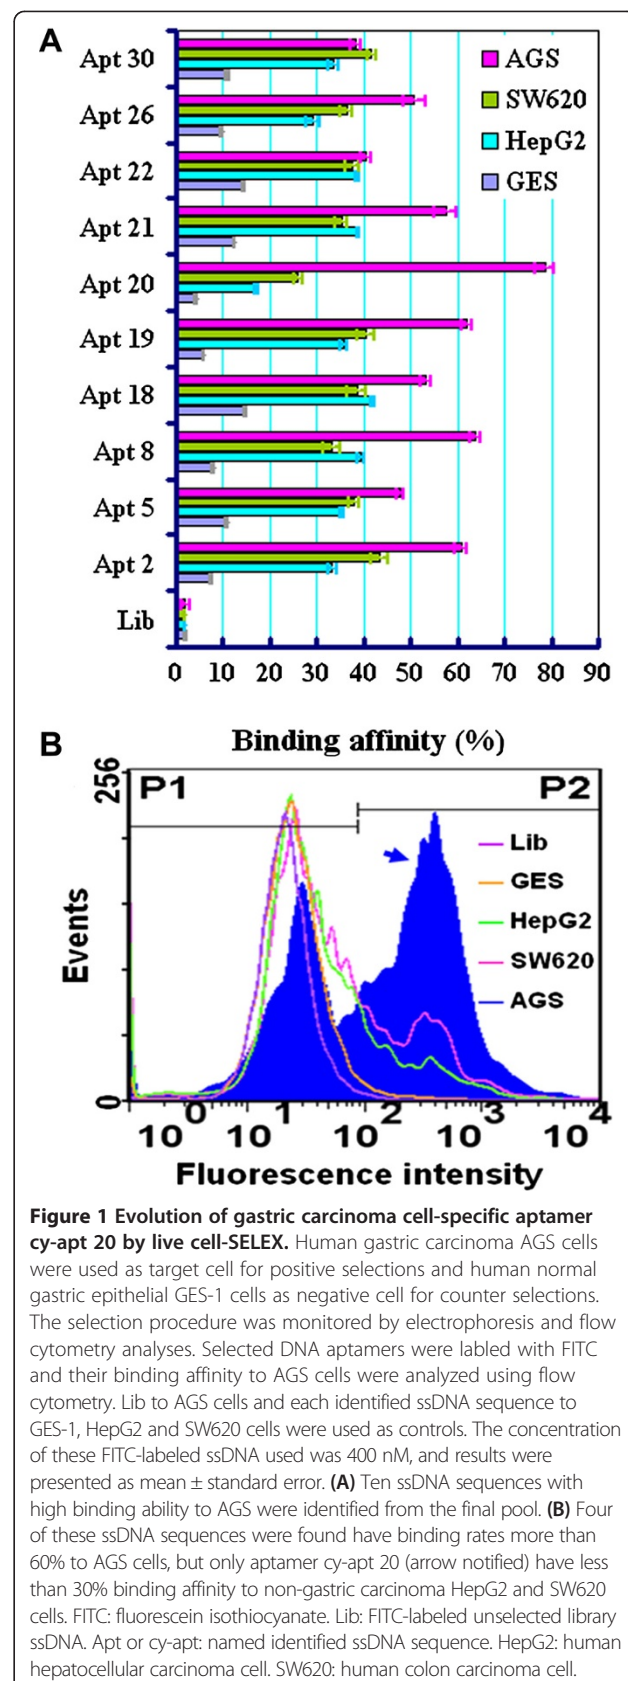 A
Apt 30
Apt 26
Apt 22
Apt 21
Apt 20
Apt 19
Apt 18
Apt 8
Apt 5
Apt 2
Lib
AGS
SW620
HepG2
GES
0 10 20 30 40 50 60 70 80 90
Binding affinity (%)
B
256
P1
P2
Lib
GES
HepG2
SW620
AGS
Events
0
10^0 10^1 10^2 10^3 10^4
Fluorescence intensity
Figure 1 Evolution of gastric carcinoma cell-specific aptamer
cy-apt 20 by live cell-SELEX. Human gastric carcinoma AGS cells
were used as target cell for positive selections and human normal
gastric epithelial GES-1 cells as negative cell for counter selections.
The selection procedure was monitored by electrophoresis and flow
cytometry analyses. Selected DNA aptamers were labled with FITC
and their binding affinity to AGS cells were analyzed using flow
cytometry. Lib to AGS cells and each identified ssDNA sequence to
GES-1, HepG2 and SW620 cells were used as controls. The concentration
of these FITC-labeled ssDNA used was 400 nM, and results were
presented as mean ± standard error. (A) Ten ssDNA sequences with
high binding ability to AGS were identified from the final pool. (B) Four
of these ssDNA sequences were found have binding rates more than
60% to AGS cells, but only aptamer cy-apt 20 (arrow notified) have less
than 30% binding affinity to non-gastric carcinoma HepG2 and SW620
cells. FITC: fluorescein isothiocyanate. Lib: FITC-labeled unselected library
ssDNA. Apt or cy-apt: named identified ssDNA sequence. HepG2: human
hepatocellular carcinoma cell. SW620: human colon carcinoma cell.